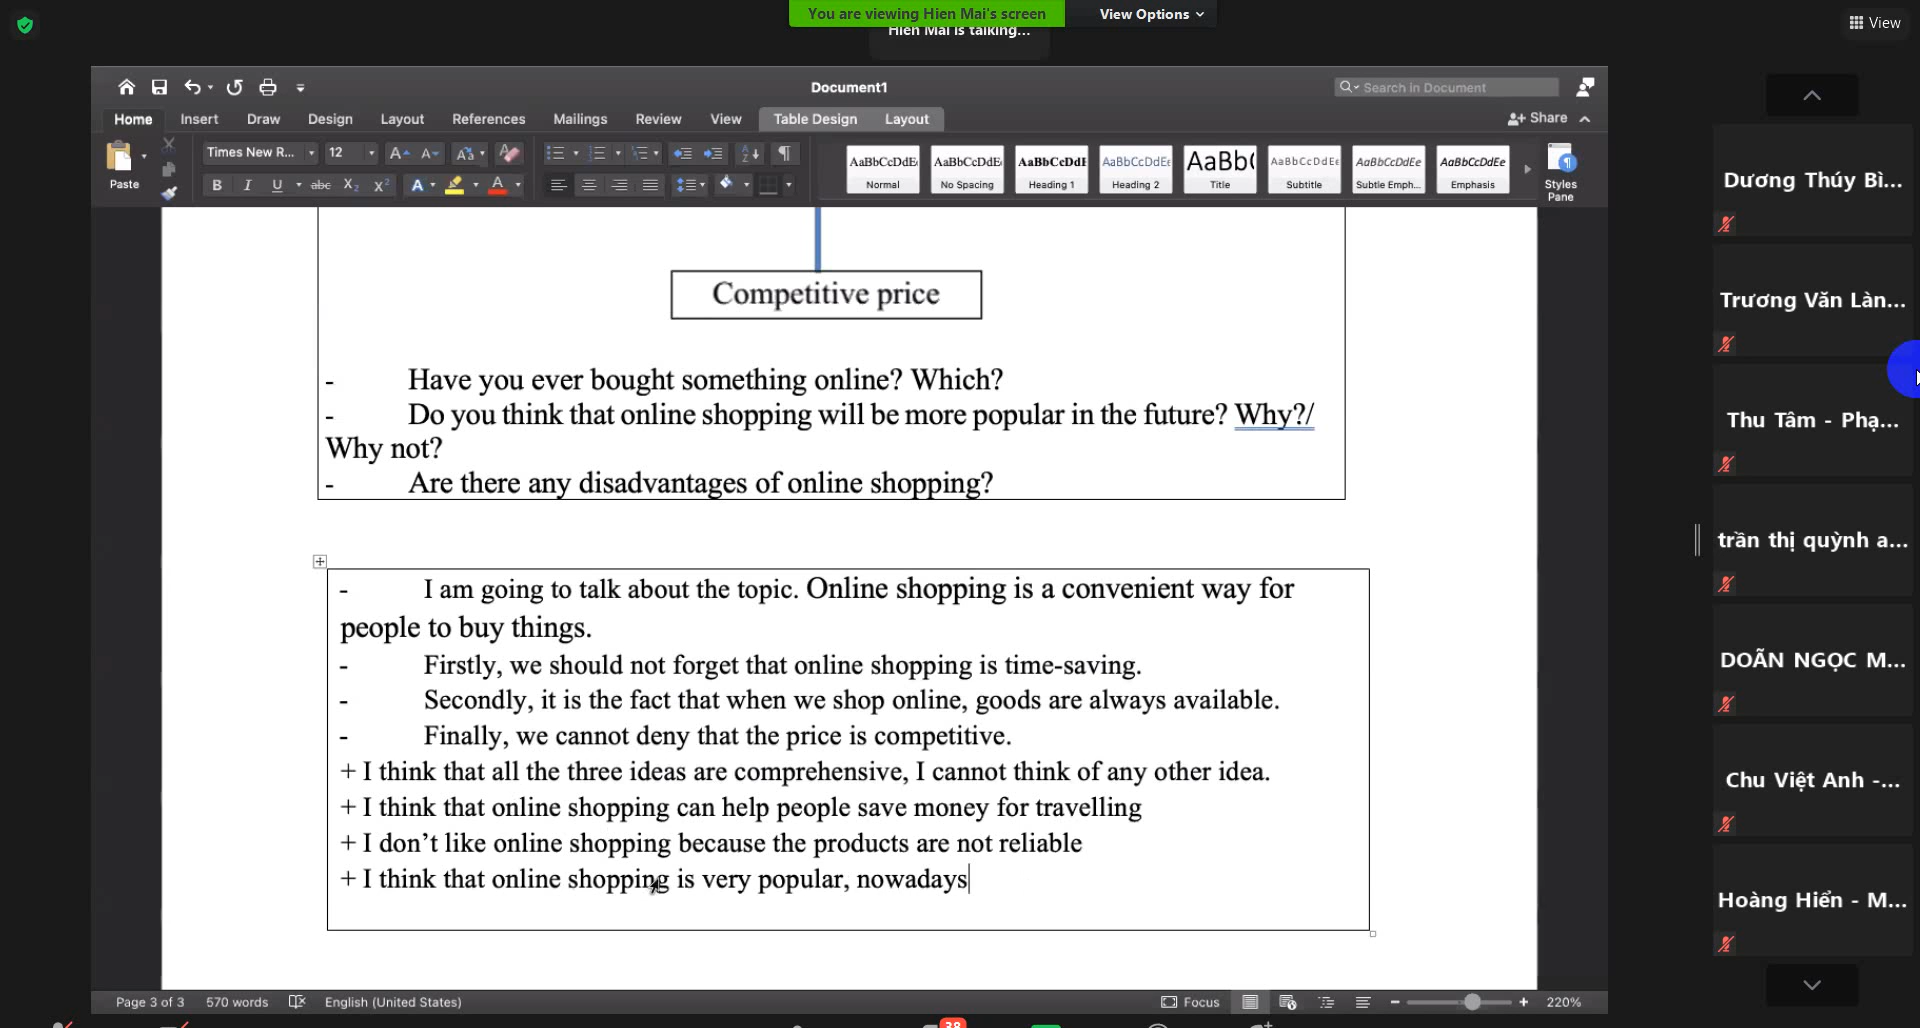 You are viewing Hien Mai's screen
View Options
View
Hien Mai is talking...
Document1
Search in Document
Home Insert Draw Design Layout References Mailings Review View Table Design Layout
Share
Paste
Times New R... 12
AaBbCcDdE AaBbCcDdE AaBbCcDdE AaBbCcDdEe AaBb( AaBbCcDdEe AaBbCcDdEe AaBbCcDdEe
Normal No Spacing Heading 1 Heading 2 Title Subtitle Subtle Emph... Emphasis
Styles
Pane
Competitive price
- Have you ever bought something online? Which?
- Do you think that online shopping will be more popular in the future? Why?/
Why not?
- Are there any disadvantages of online shopping?
- I am going to talk about the topic. Online shopping is a convenient way for
people to buy things.
- Firstly, we should not forget that online shopping is time-saving.
- Secondly, it is the fact that when we shop online, goods are always available.
- Finally, we cannot deny that the price is competitive.
+ I think that all the three ideas are comprehensive, I cannot think of any other idea.
+ I think that online shopping can help people save money for travelling
+ I don't like online shopping because the products are not reliable
+ I think that online shopping is very popular, nowadays
Page 3 of 3 570 words English (United States)
Focus 220%
38
Dương Thúy Bì...
Trương Văn Làn...
Thu Tâm - Phạ...
trần thị quỳnh a...
DOÃN NGỌC M...
Chu Việt Anh -...
Hoàng Hiển - M...